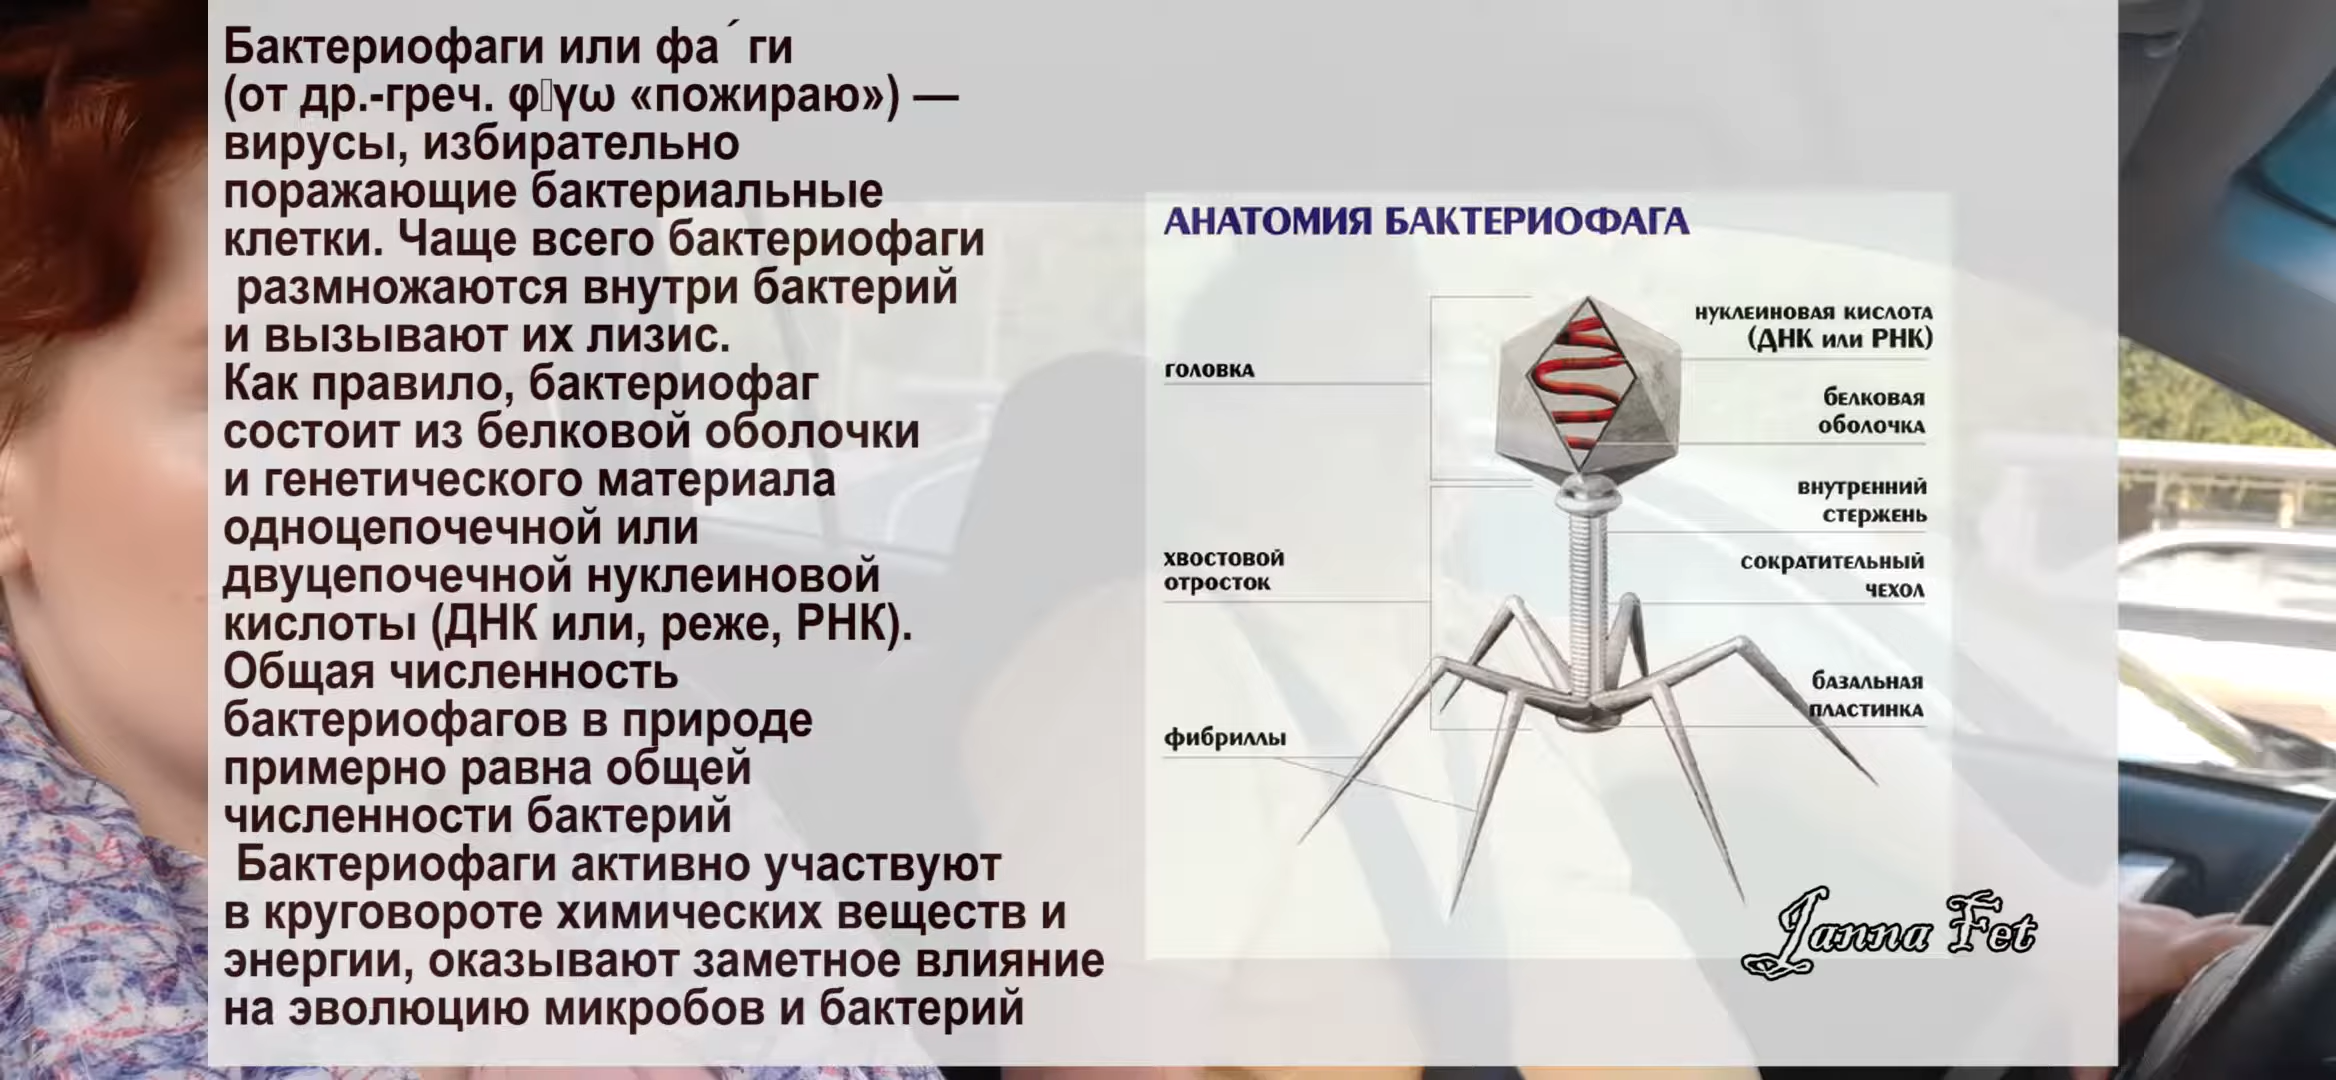 Бактериофаги или фа´ги
(от др.-греч. φ▯γω «пожираю») —
вирусы, избирательно
поражающие бактериальные
клетки. Чаще всего бактериофаги
размножаются внутри бактерий
и вызывают их лизис.
Как правило, бактериофаг
состоит из белковой оболочки
и генетического материала
одноцепочечной или
двуцепочечной нуклеиновой
кислоты (ДНК или, реже, РНК).
Общая численность
бактериофагов в природе
примерно равна общей
численности бактерий
Бактериофаги активно участвуют
в круговороте химических веществ и
энергии, оказывают заметное влияние
на эволюцию микробов и бактерий
АНАТОМИЯ БАКТЕРИОФАГА
ГОЛОВКА
ХВОСТОВОЙ
ОТРОСТОК
ФИБРИЛЛЫ
НУКЛЕИНОВАЯ КИСЛОТА
(ДНК или РНК)
БЕЛКОВАЯ
ОБОЛОЧКА
ВНУТРЕННИЙ
СТЕРЖЕНЬ
СОКРАТИТЕЛЬНЫЙ
ЧЕХОЛ
БАЗАЛЬНАЯ
ПЛАСТИНКА
Janna Fet